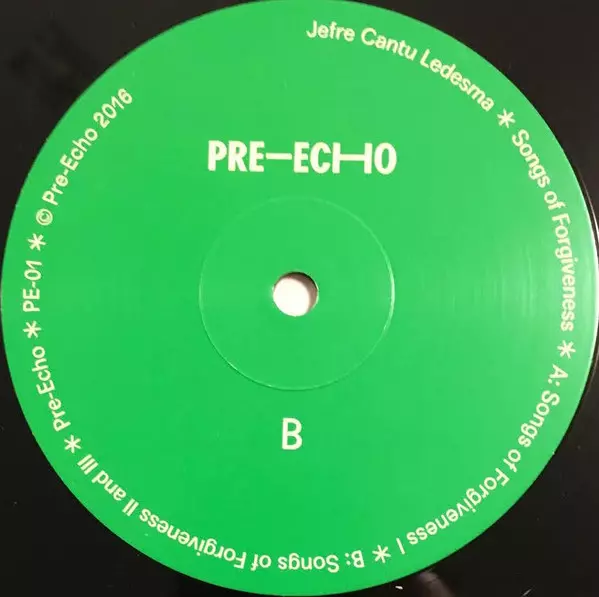 Jefre Cantu Ledesma * Songs of Forgiveness * A: Songs of Forgiveness I * B: Songs of Forgiveness II and III * Pre-Echo * PE-01 * © Pre-Echo 2016
PRE-ECHO
B